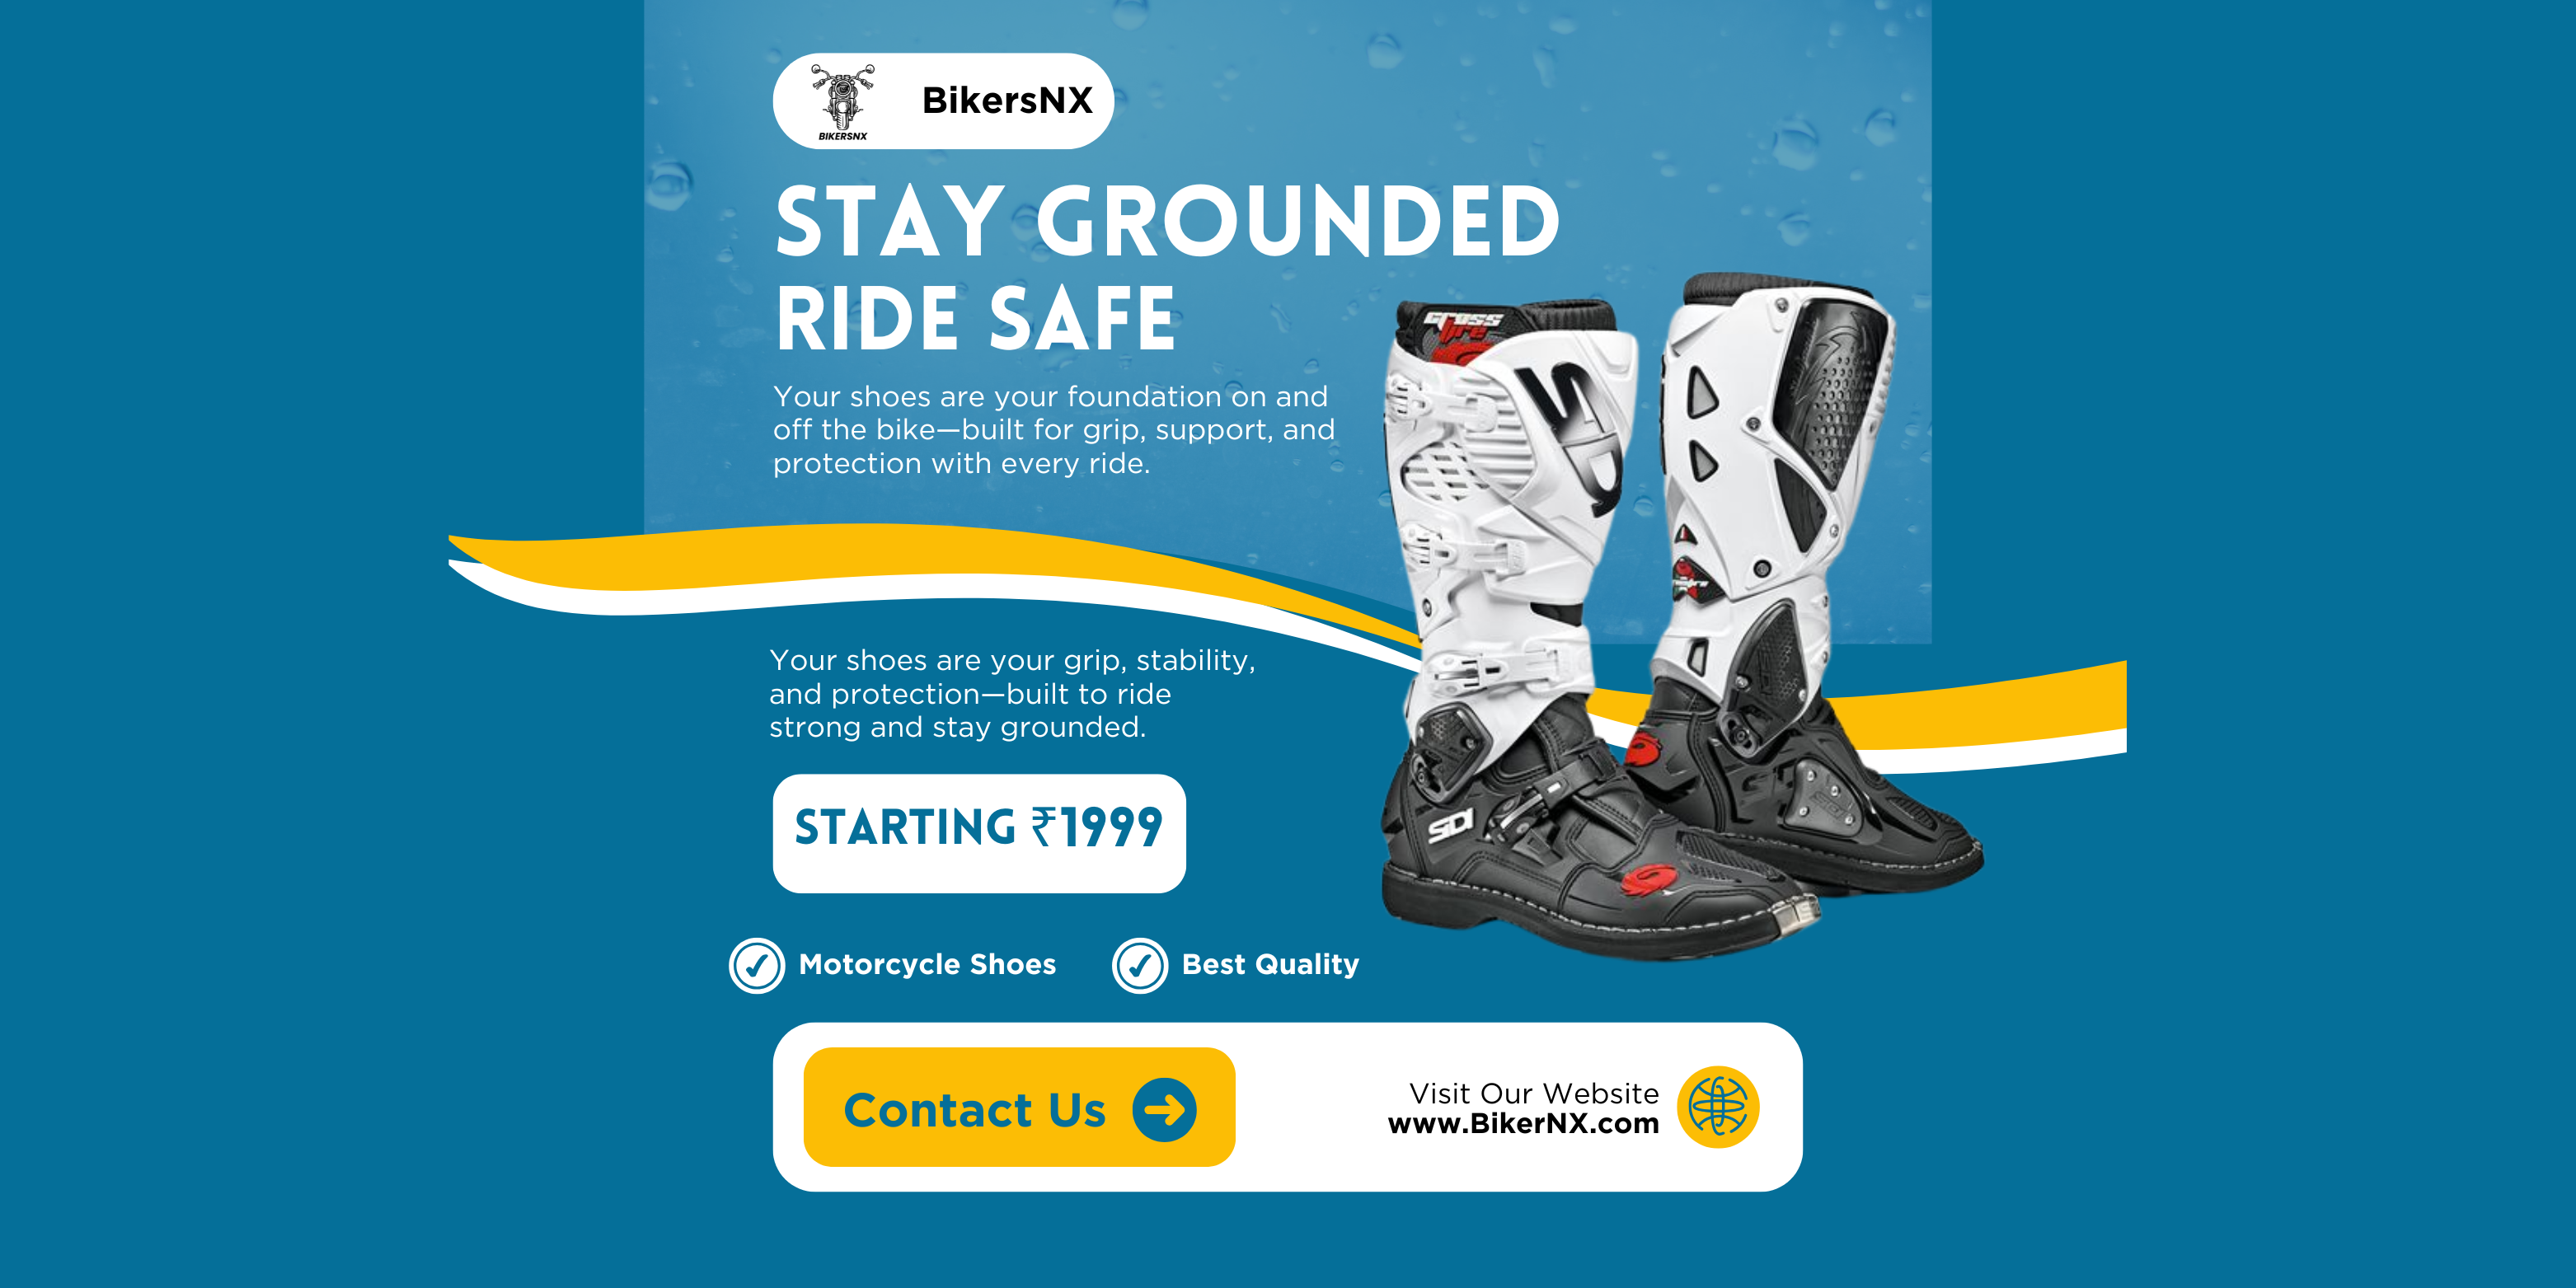 BIKERSNX
BikersNX
STAY GROUNDED
RIDE SAFE
Your shoes are your foundation on and
off the bike—built for grip, support, and
protection with every ride.
cross
fire
SIDI
Your shoes are your grip, stability,
and protection—built to ride
strong and stay grounded.
STARTING ₹1999
SIDI
Motorcycle Shoes
Best Quality
Contact Us
Visit Our Website
www.BikerNX.com